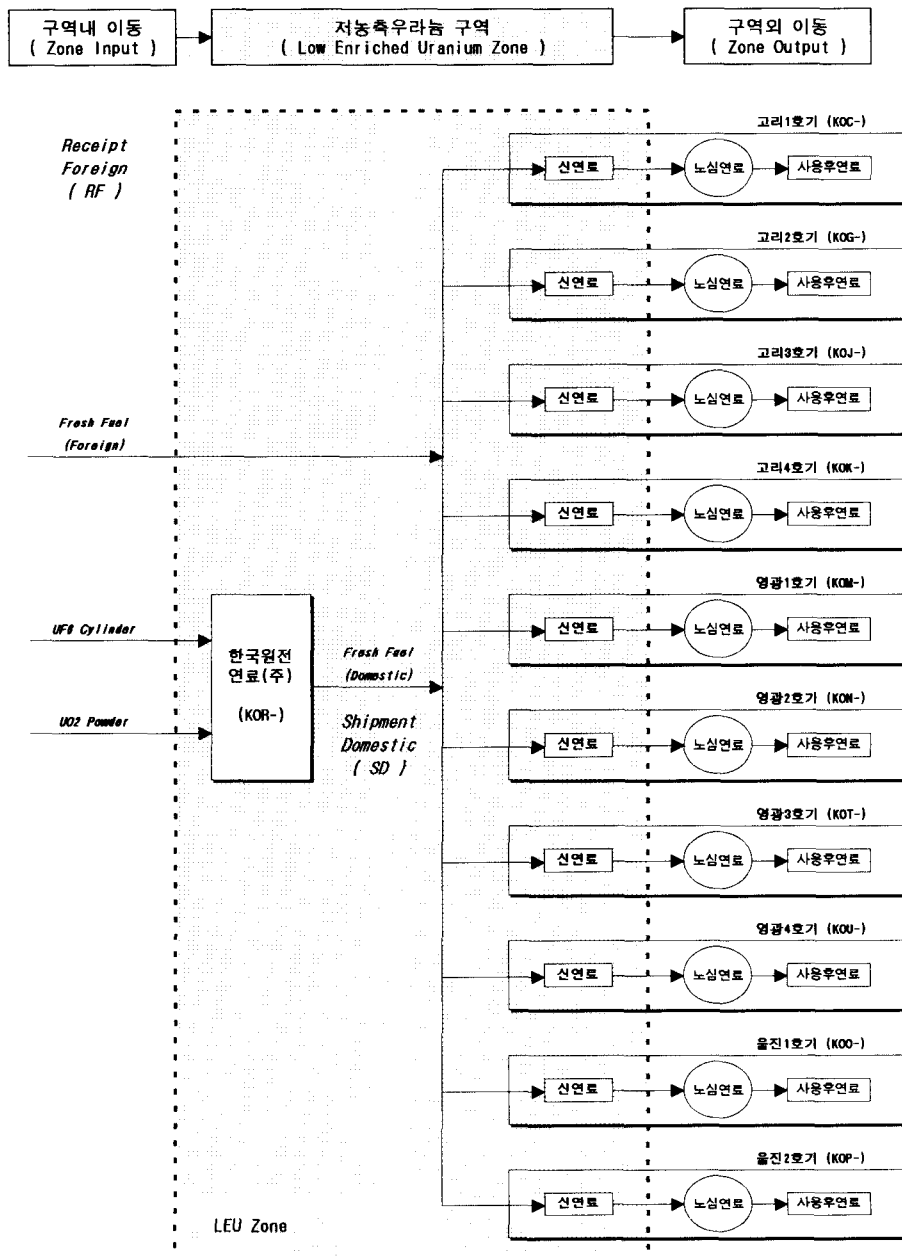 구역내 이동
( Zone Input )
저농축우라늄 구역
( Low Enriched Uranium Zone )
구역외 이동
( Zone Output )
Receipt
Foreign
( RF )
고리1호기 (KOC-)
신연료
노심연료
사용후연료
고리2호기 (KOG-)
신연료
노심연료
사용후연료
고리3호기 (KOJ-)
신연료
노심연료
사용후연료
Fresh Fuel
(Foreign)
고리4호기 (KOK-)
신연료
노심연료
사용후연료
영광1호기 (KOM-)
신연료
노심연료
사용후연료
UF6 Cylinder
UO2 Powder
한국원전
연료(주)
(KOR-)
Fresh Fuel
(Domestic)
Shipment
Domestic
( SD )
영광2호기 (KON-)
신연료
노심연료
사용후연료
영광3호기 (KOT-)
신연료
노심연료
사용후연료
영광4호기 (KOU-)
신연료
노심연료
사용후연료
울진1호기 (KOO-)
신연료
노심연료
사용후연료
울진2호기 (KOP-)
신연료
노심연료
사용후연료
LEU Zone